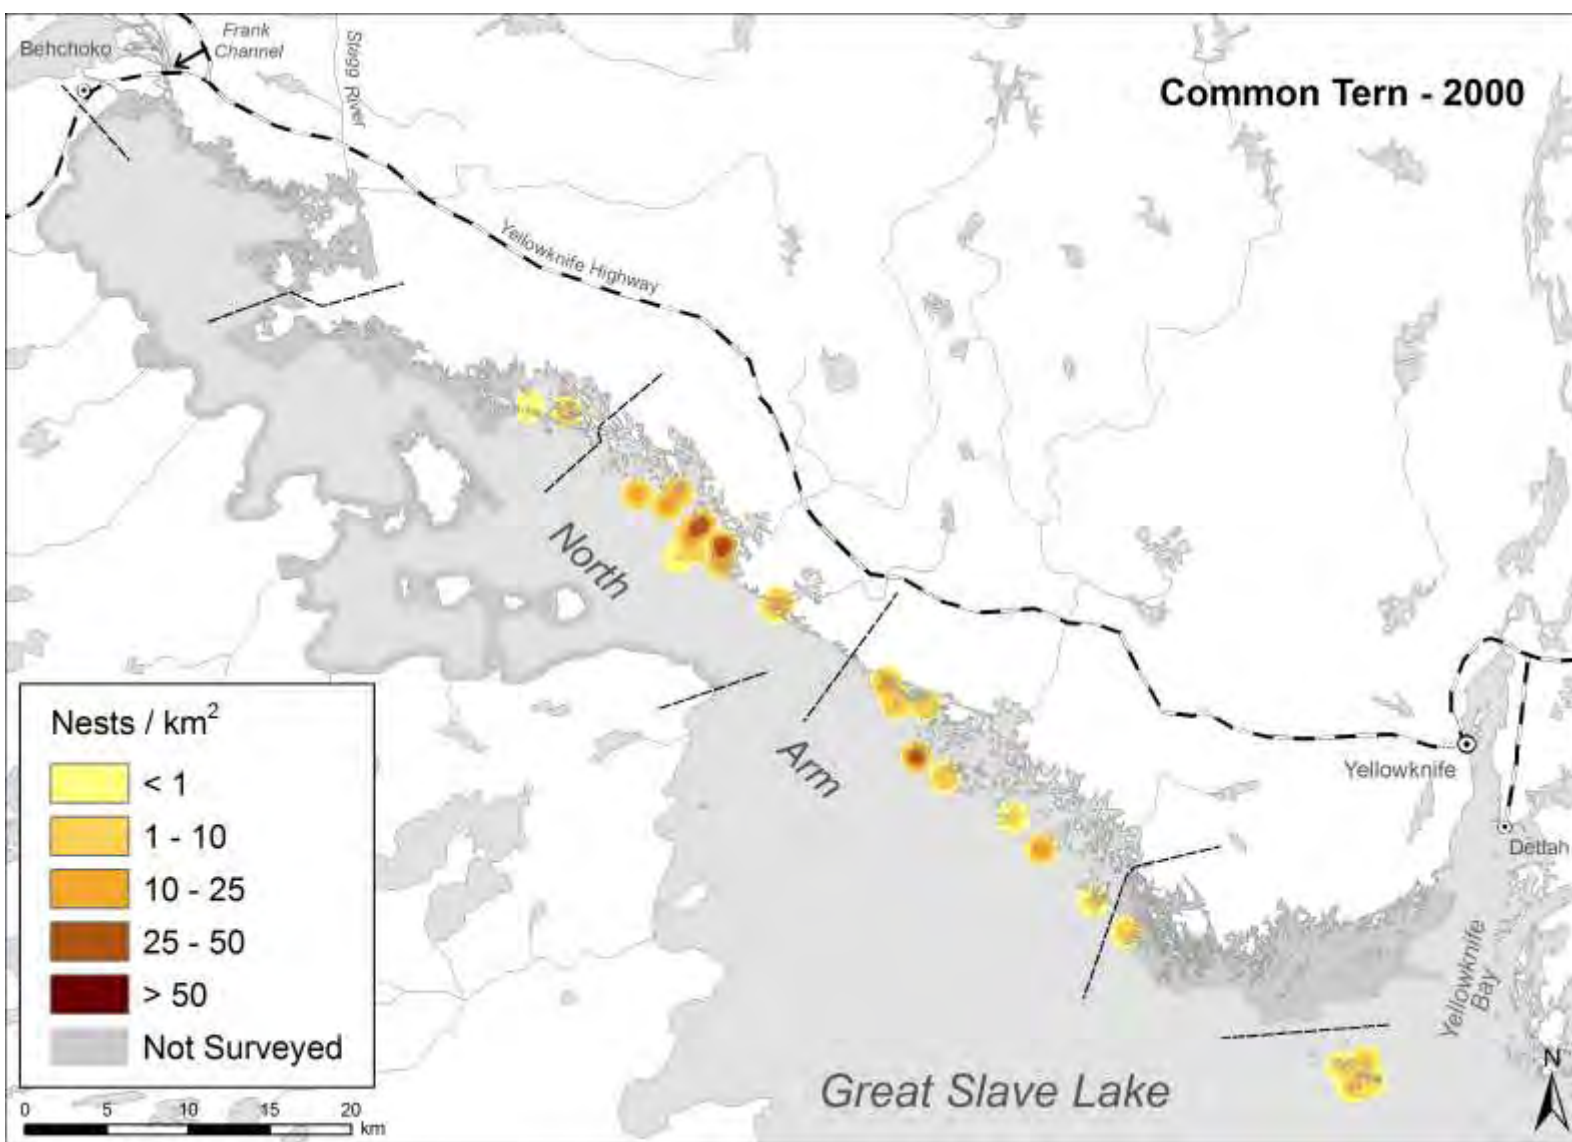 Behchoko
Frank
Channel
Stagg River
Common Tern - 2000
Yellowknife Highway
North
Arm
Nests / km2
< 1
1 - 10
10 - 25
25 - 50
> 50
Not Surveyed
Yellowknife
Dettah
Yellowknife
Bay
Great Slave Lake
N
0 5 10 15 20
km